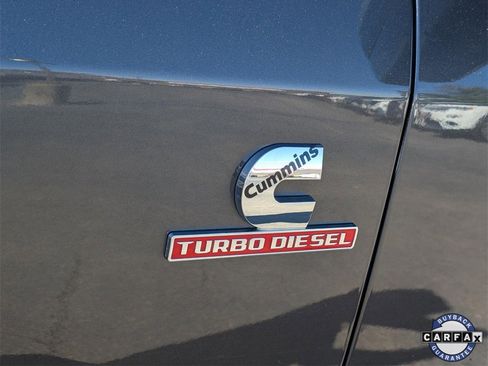 Cummins
TURBO DIESEL
BUYBACK
CARFAX
GUARANTEE